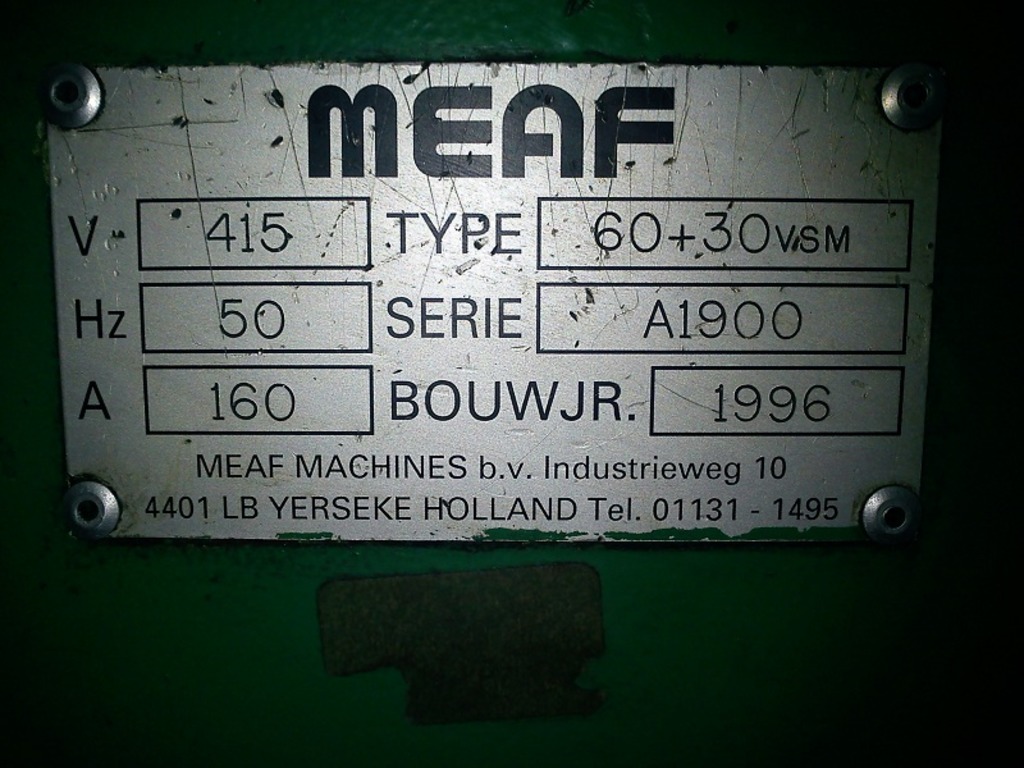 MEAF
V 415 TYPE 60+30VSM
Hz 50 SERIE A1900
A 160 BOUWJR. 1996
MEAF MACHINES b.v. Industrieweg 10
4401 LB YERSEKE HOLLAND Tel. 01131 - 1495